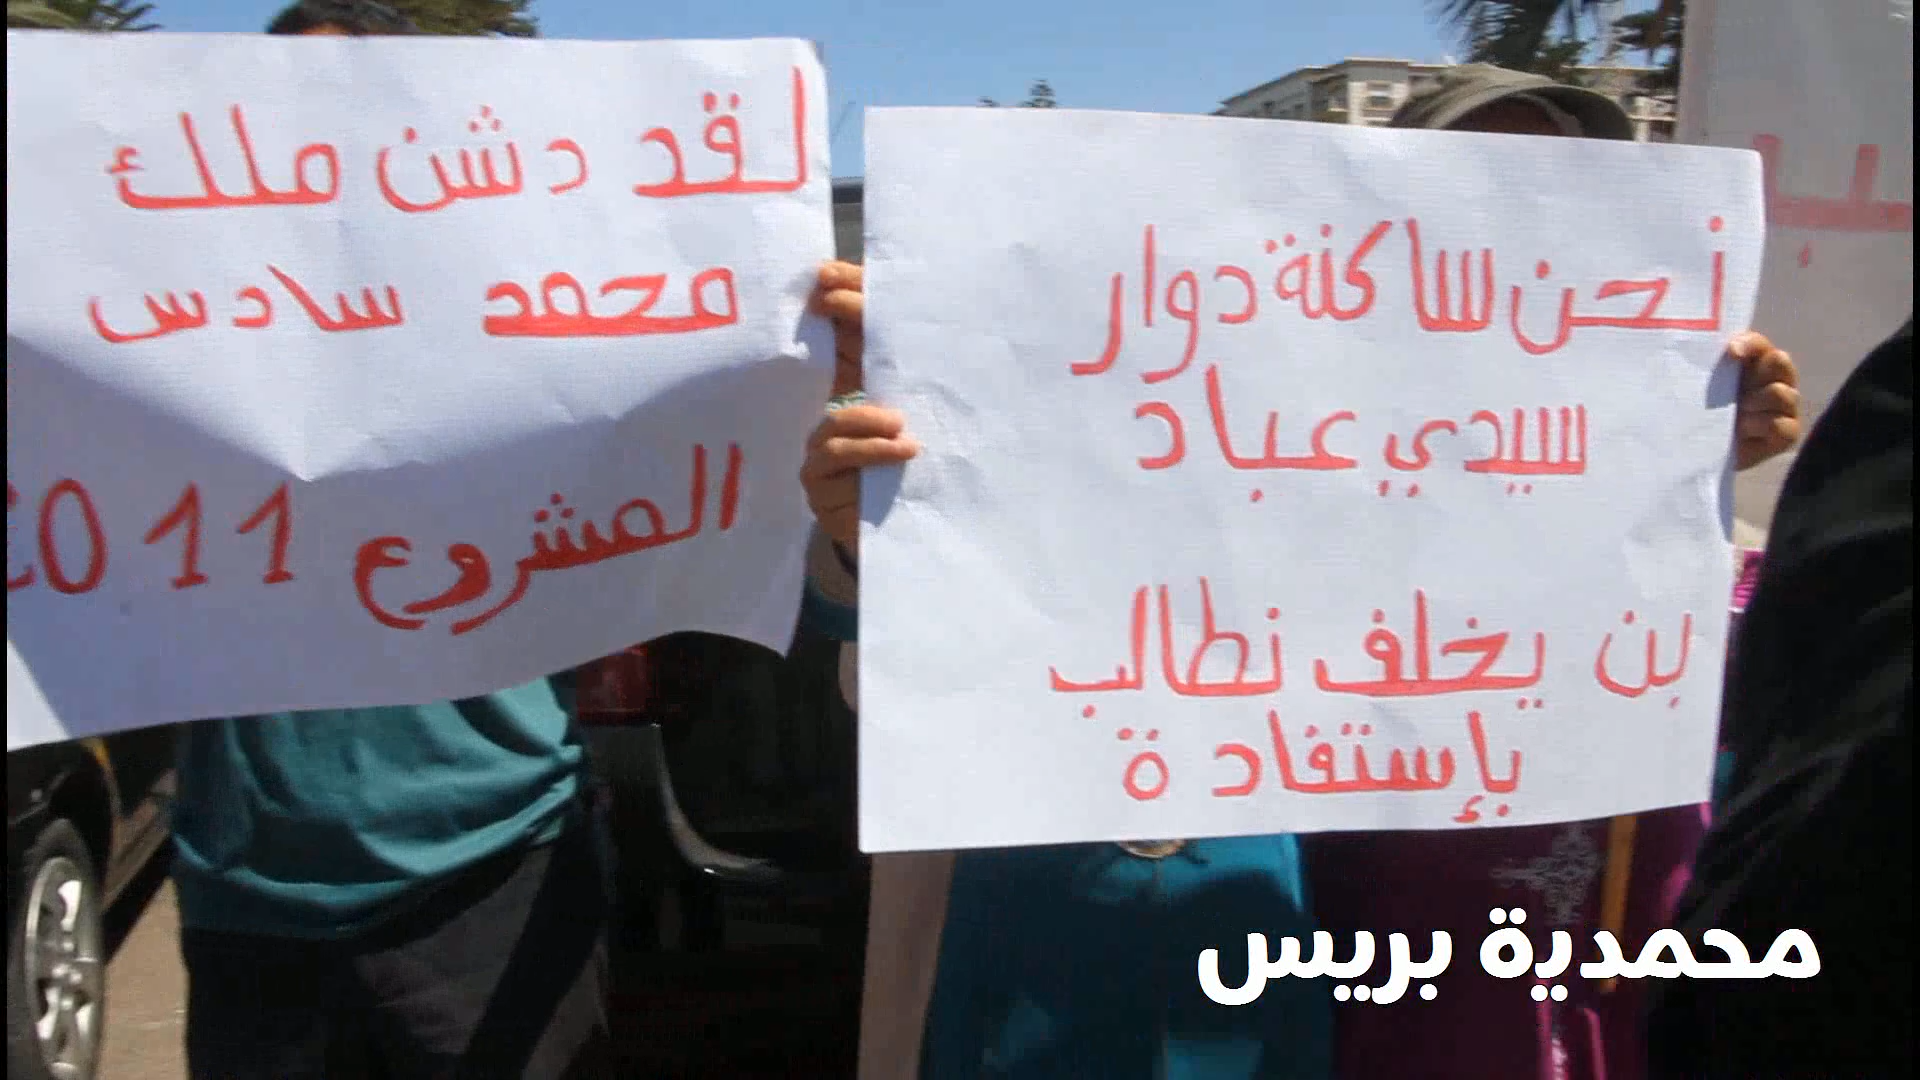 نحن ساكنة دوار
سيدي عباد
بن يخلف نطالب
بإستفادة
لقد دشن ملك
محمد سادس
المشروع 2011
محمدية بريس